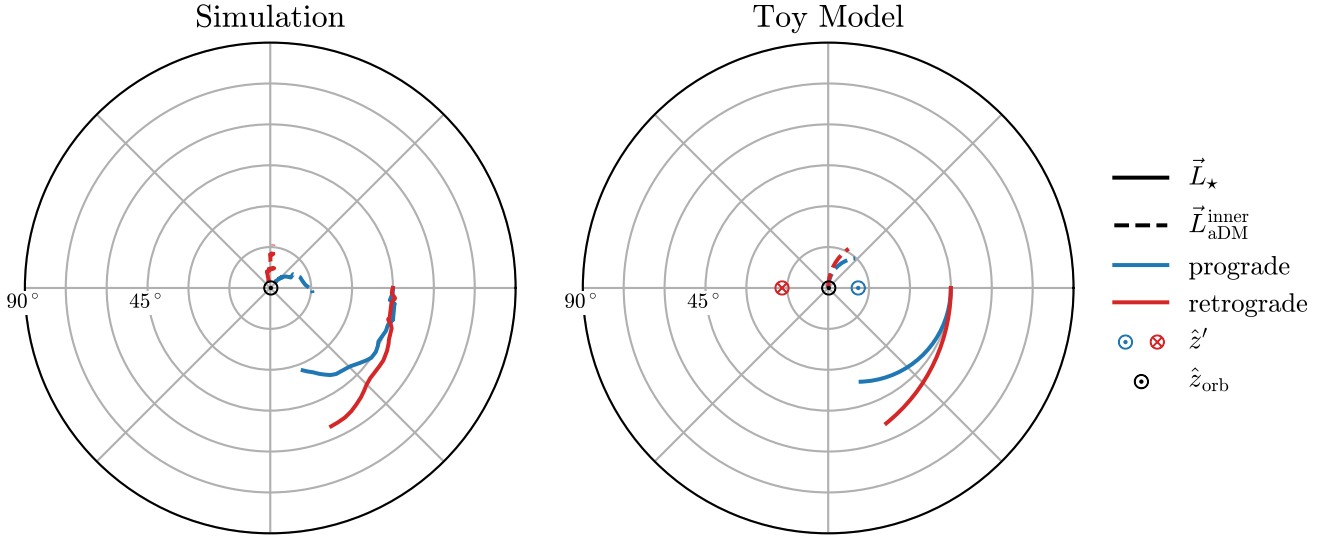 Simulation
Toy Model
90° 45°
90° 45°
L⃗⋆
L⃗ᵢₙₙₑᵣ aDM
prograde
retrograde
ẑ′
ẑorb